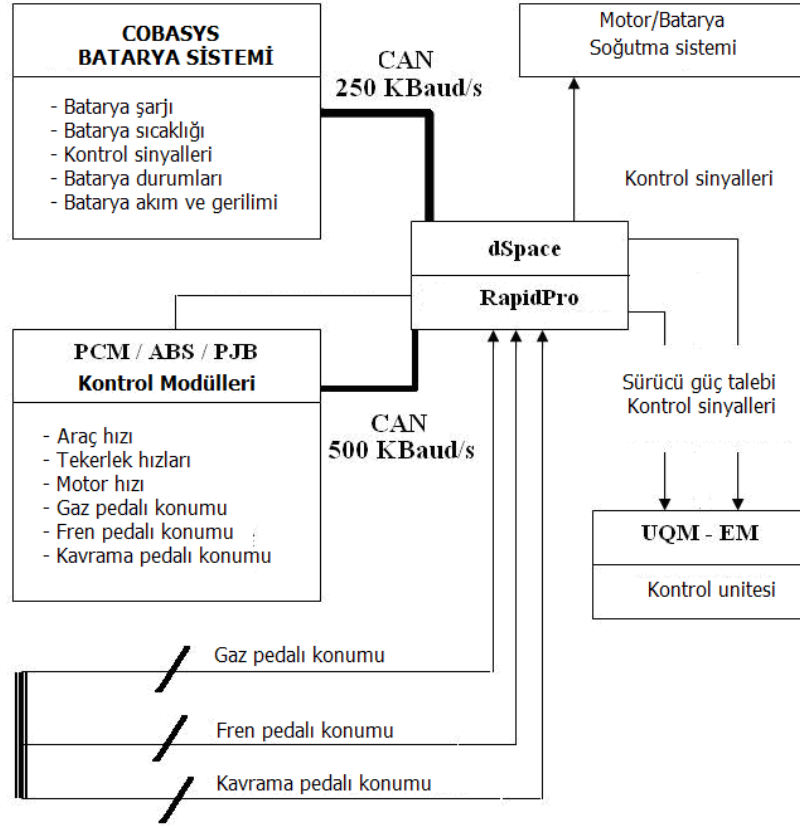 COBASYS
BATARYA SİSTEMİ
- Batarya şarjı
- Batarya sıcaklığı
- Kontrol sinyalleri
- Batarya durumları
- Batarya akım ve gerilimi
CAN
250 KBaud/s
Motor/Batarya
Soğutma sistemi
Kontrol sinyalleri
dSpace
RapidPro
PCM / ABS / PJB
Kontrol Modülleri
- Araç hızı
- Tekerlek hızları
- Motor hızı
- Gaz pedalı konumu
- Fren pedalı konumu
- Kavrama pedalı konumu
CAN
500 KBaud/s
Sürücü güç talebi
Kontrol sinyalleri
UQM - EM
Kontrol unitesi
Gaz pedalı konumu
Fren pedalı konumu
Kavrama pedalı konumu